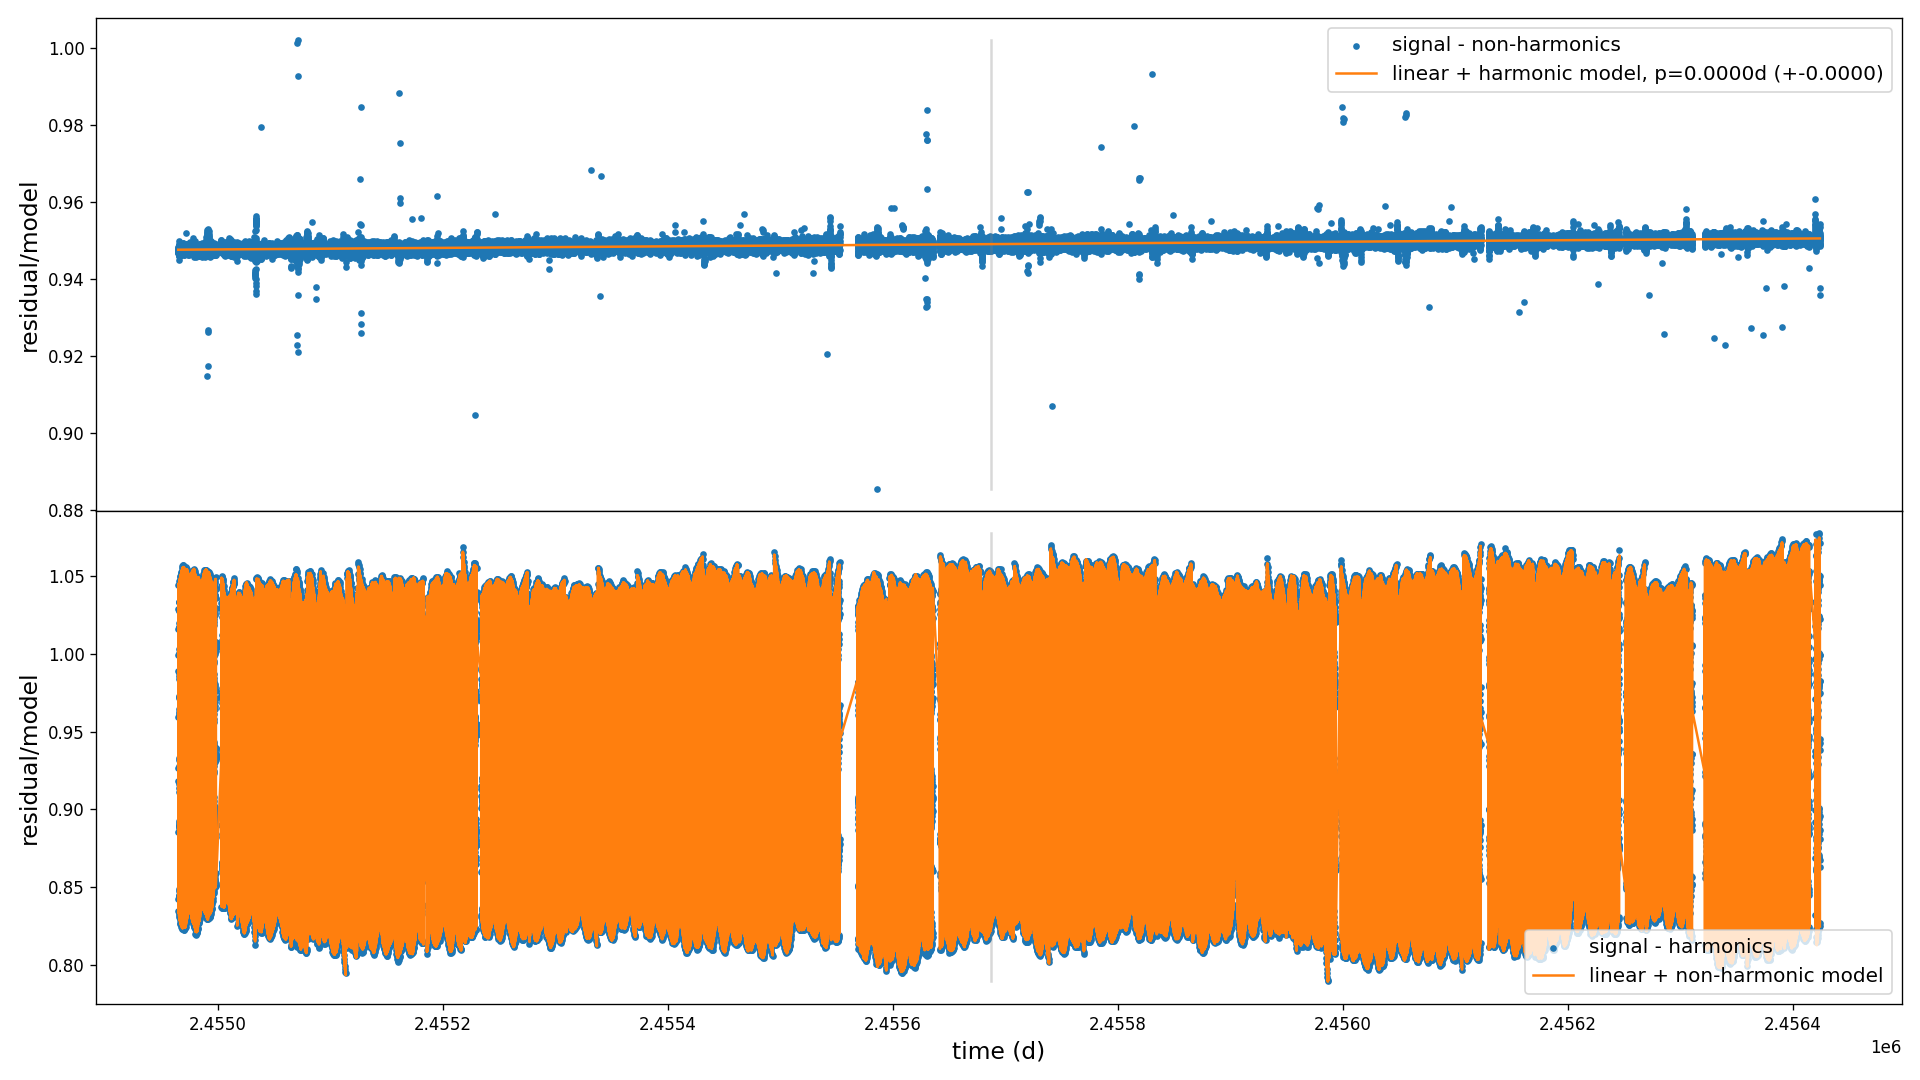 1.00
0.98
0.96
0.94
0.92
0.90
0.88
residual/model
signal - non-harmonics
linear + harmonic model, p=0.0000d (+-0.0000)
1.05
1.00
0.95
0.90
0.85
0.80
residual/model
signal - harmonics
linear + non-harmonic model
2.4550
2.4552
2.4554
2.4556
2.4558
2.4560
2.4562
2.4564
time (d)
1e6